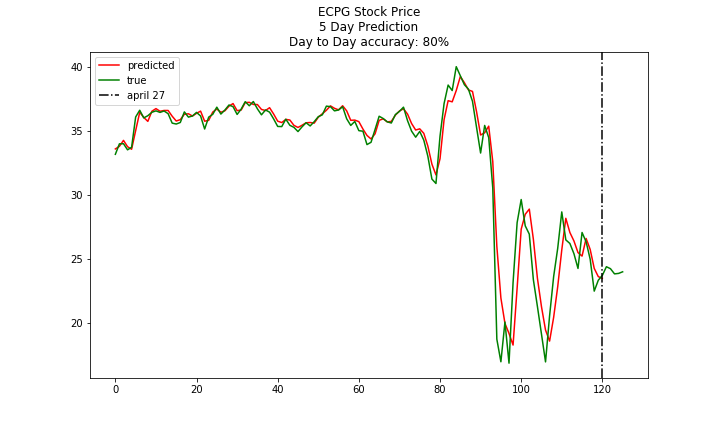 ECPG Stock Price
5 Day Prediction
Day to Day accuracy: 80%
predicted
true
april 27
40
35
30
25
20
0 20 40 60 80 100 120